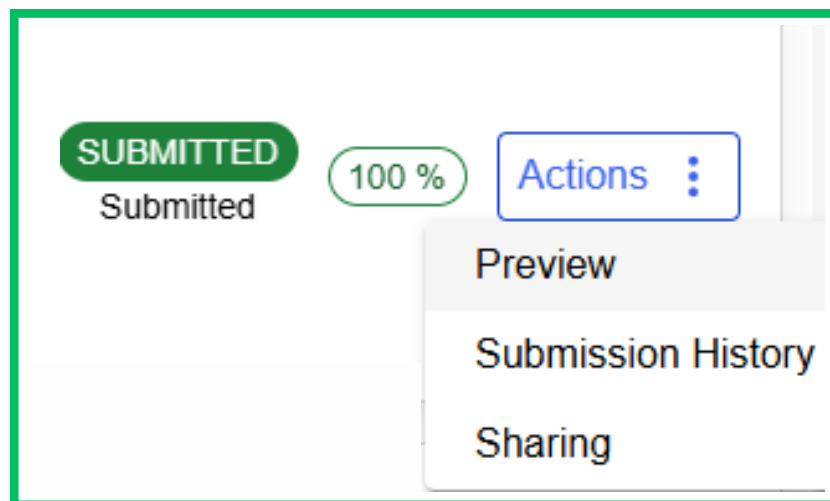 SUBMITTED
Submitted
100 %
Actions
Preview
Submission History
Sharing